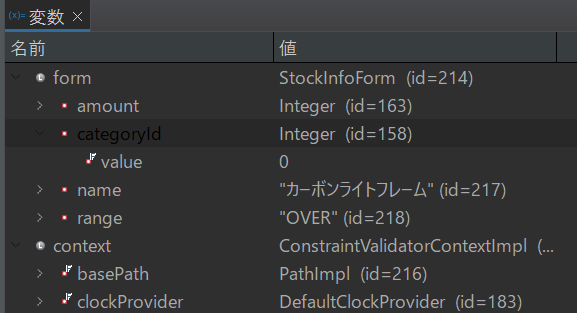 (x)= 変数 ×
名前 値
form StockInfoForm (id=214)
amount Integer (id=163)
categoryId Integer (id=158)
value 0
name "カーボンライトフレーム" (id=217)
range "OVER" (id=218)
context ConstraintValidatorContextImpl (...
basePath PathImpl (id=216)
clockProvider DefaultClockProvider (id=183)